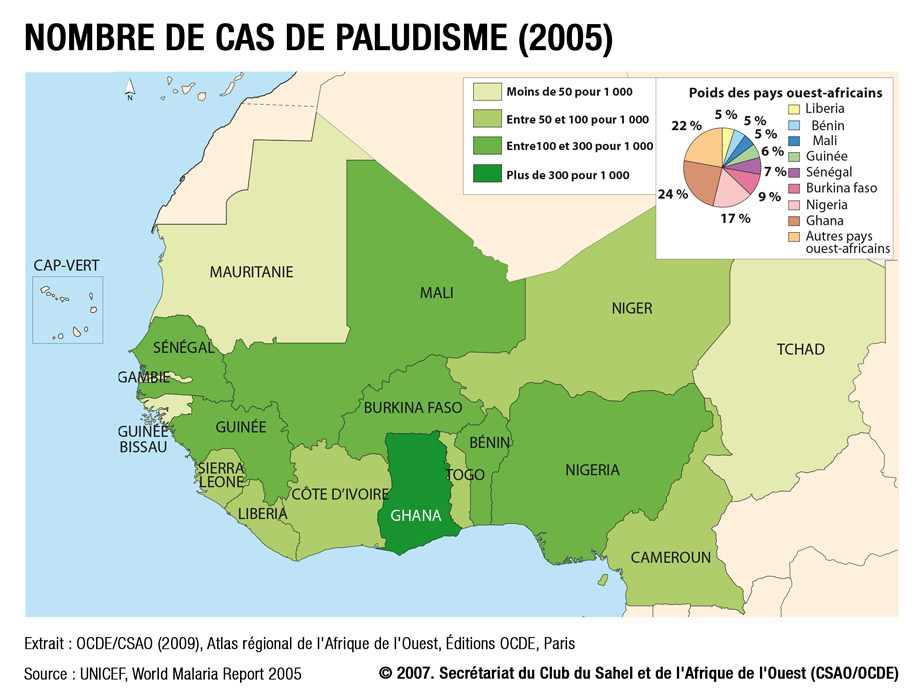 NOMBRE DE CAS DE PALUDISME (2005)
N
Moins de 50 pour 1 000
Entre 50 et 100 pour 1 000
Entre100 et 300 pour 1 000
Plus de 300 pour 1 000
Poids des pays ouest-africains
5 %
5 %
5 %
6 %
7 %
9 %
17 %
24 %
22 %
Liberia
Bénin
Mali
Guinée
Sénégal
Burkina faso
Nigeria
Ghana
Autres pays
ouest-africains
CAP-VERT
MAURITANIE
MALI
NIGER
TCHAD
SÉNÉGAL
GAMBIE
GUINÉE
BISSAU
GUINÉE
BURKINA FASO
BÉNIN
NIGERIA
SIERRA
LEONE
LIBERIA
CÔTE D'IVOIRE
GHANA
TOGO
CAMEROUN
Extrait : OCDE/CSAO (2009), Atlas régional de l'Afrique de l'Ouest, Éditions OCDE, Paris
Source : UNICEF, World Malaria Report 2005
© 2007. Secrétariat du Club du Sahel et de l'Afrique de l'Ouest (CSAO/OCDE)